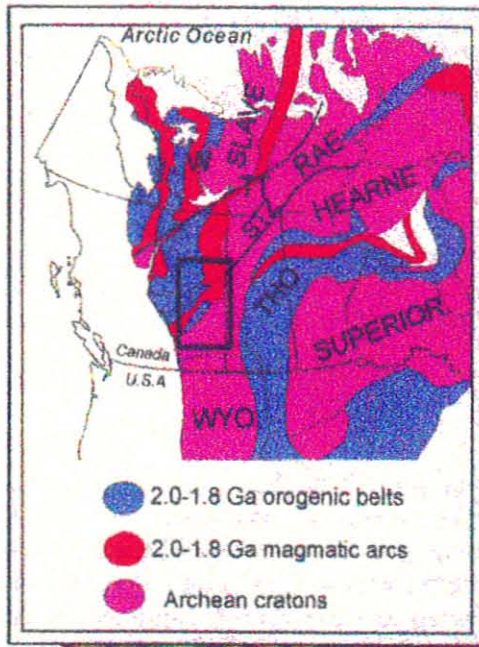 Arctic Ocean
SLAVE
W
RAE
HEARNE
ST
THO
SUPERIOR
Canada
U.S.A
WYO
2.0-1.8 Ga orogenic belts
2.0-1.8 Ga magmatic arcs
Archean cratons